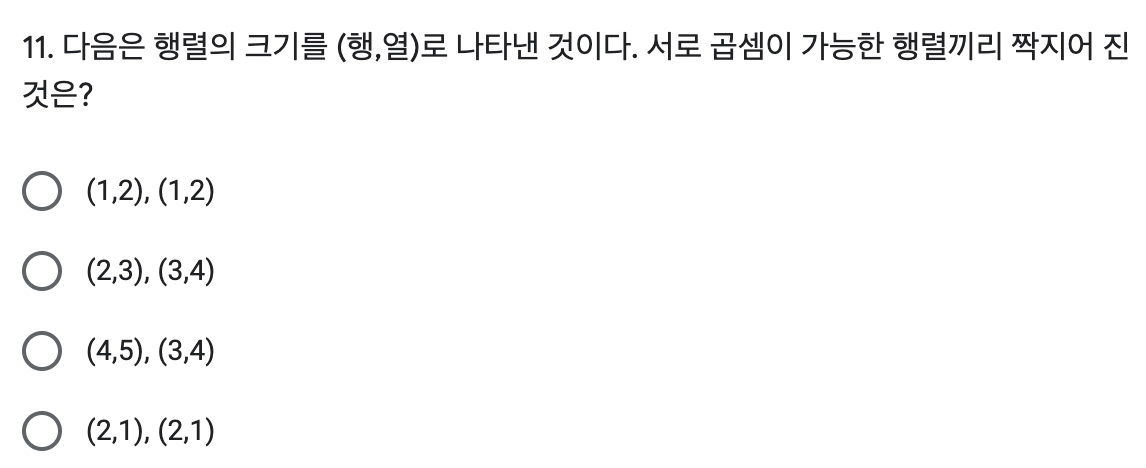 11. 다음은 행렬의 크기를 (행,열)로 나타낸 것이다. 서로 곱셈이 가능한 행렬끼리 짝지어 진
것은?
(1,2), (1,2)
(2,3), (3,4)
(4,5), (3,4)
(2,1), (2,1)